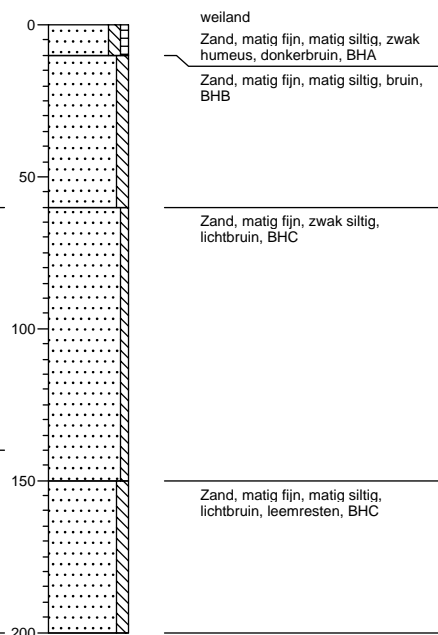 weiland
0
Zand, matig fijn, matig siltig, zwak
humeus, donkerbruin, BHA
Zand, matig fijn, matig siltig, bruin,
BHB
50
Zand, matig fijn, zwak siltig,
lichtbruin, BHC
100
150
Zand, matig fijn, matig siltig,
lichtbruin, leemresten, BHC
200